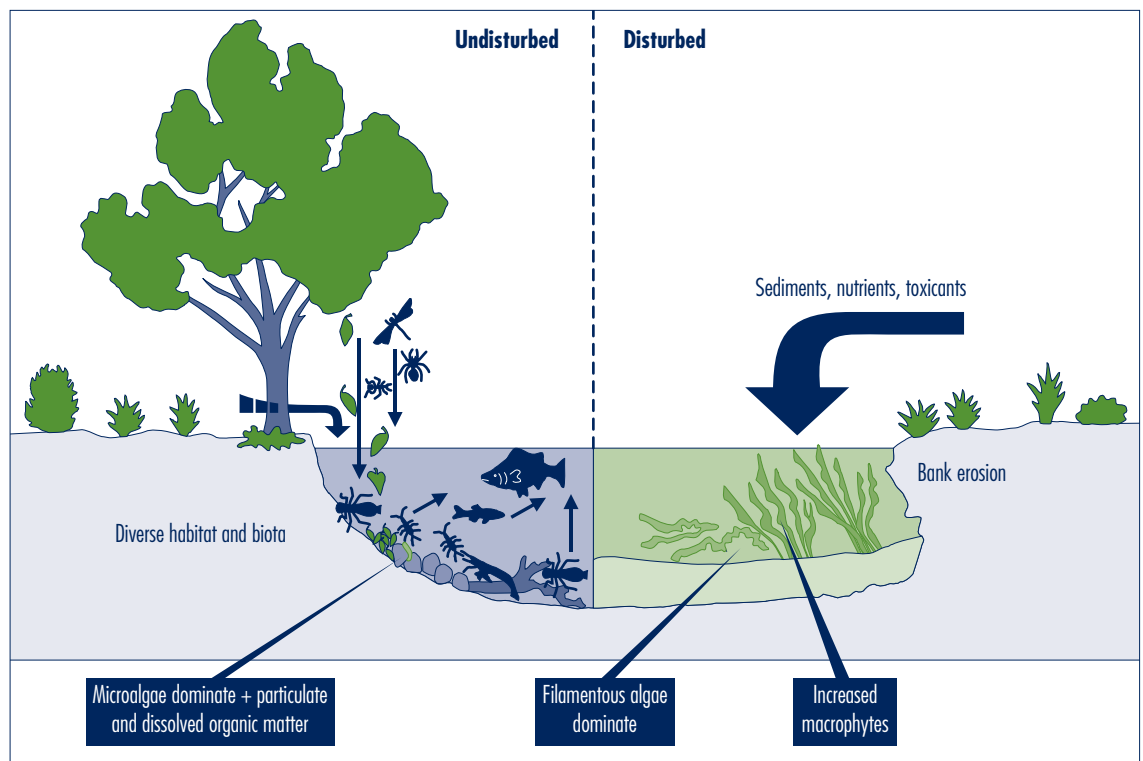 Undisturbed
Disturbed
Sediments, nutrients, toxicants
Bank erosion
Diverse habitat and biota
Microalgae dominate + particulate
and dissolved organic matter
Filamentous algae
dominate
Increased
macrophytes